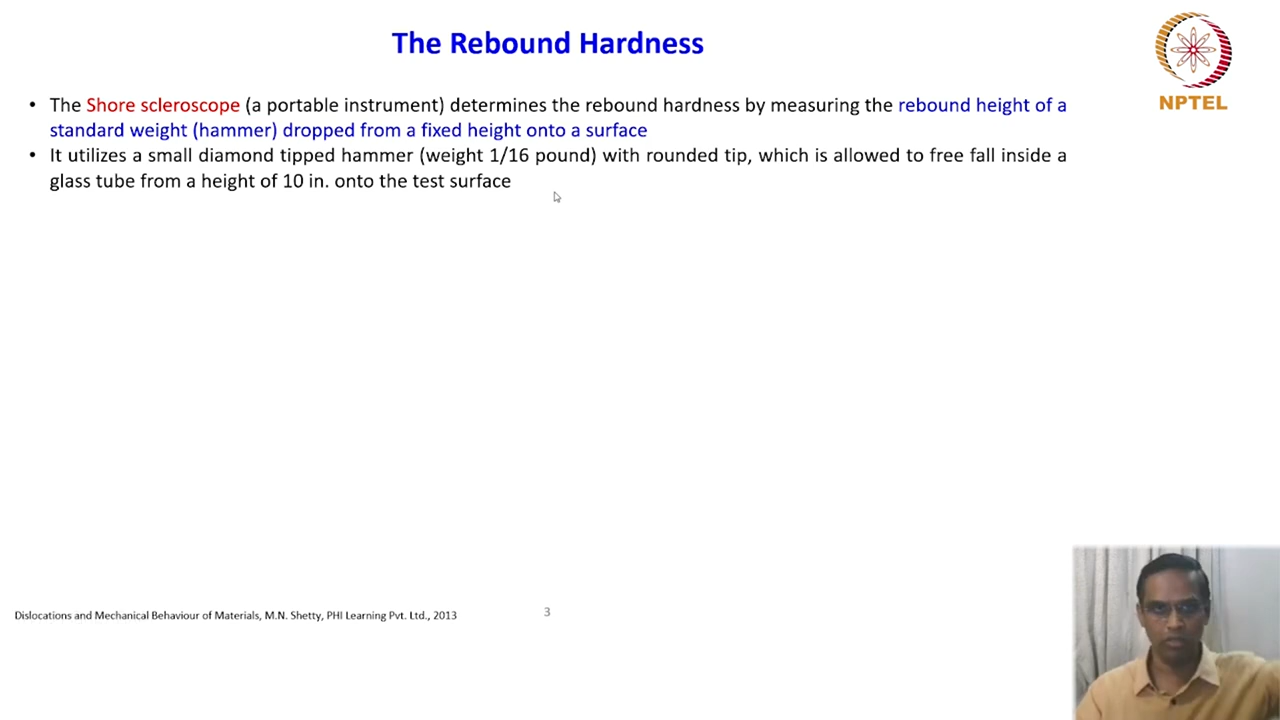 The Rebound Hardness
NPTEL
• The Shore scleroscope (a portable instrument) determines the rebound hardness by measuring the rebound height of a
standard weight (hammer) dropped from a fixed height onto a surface
• It utilizes a small diamond tipped hammer (weight 1/16 pound) with rounded tip, which is allowed to free fall inside a
glass tube from a height of 10 in. onto the test surface
Dislocations and Mechanical Behaviour of Materials, M.N. Shetty, PHI Learning Pvt. Ltd., 2013
3